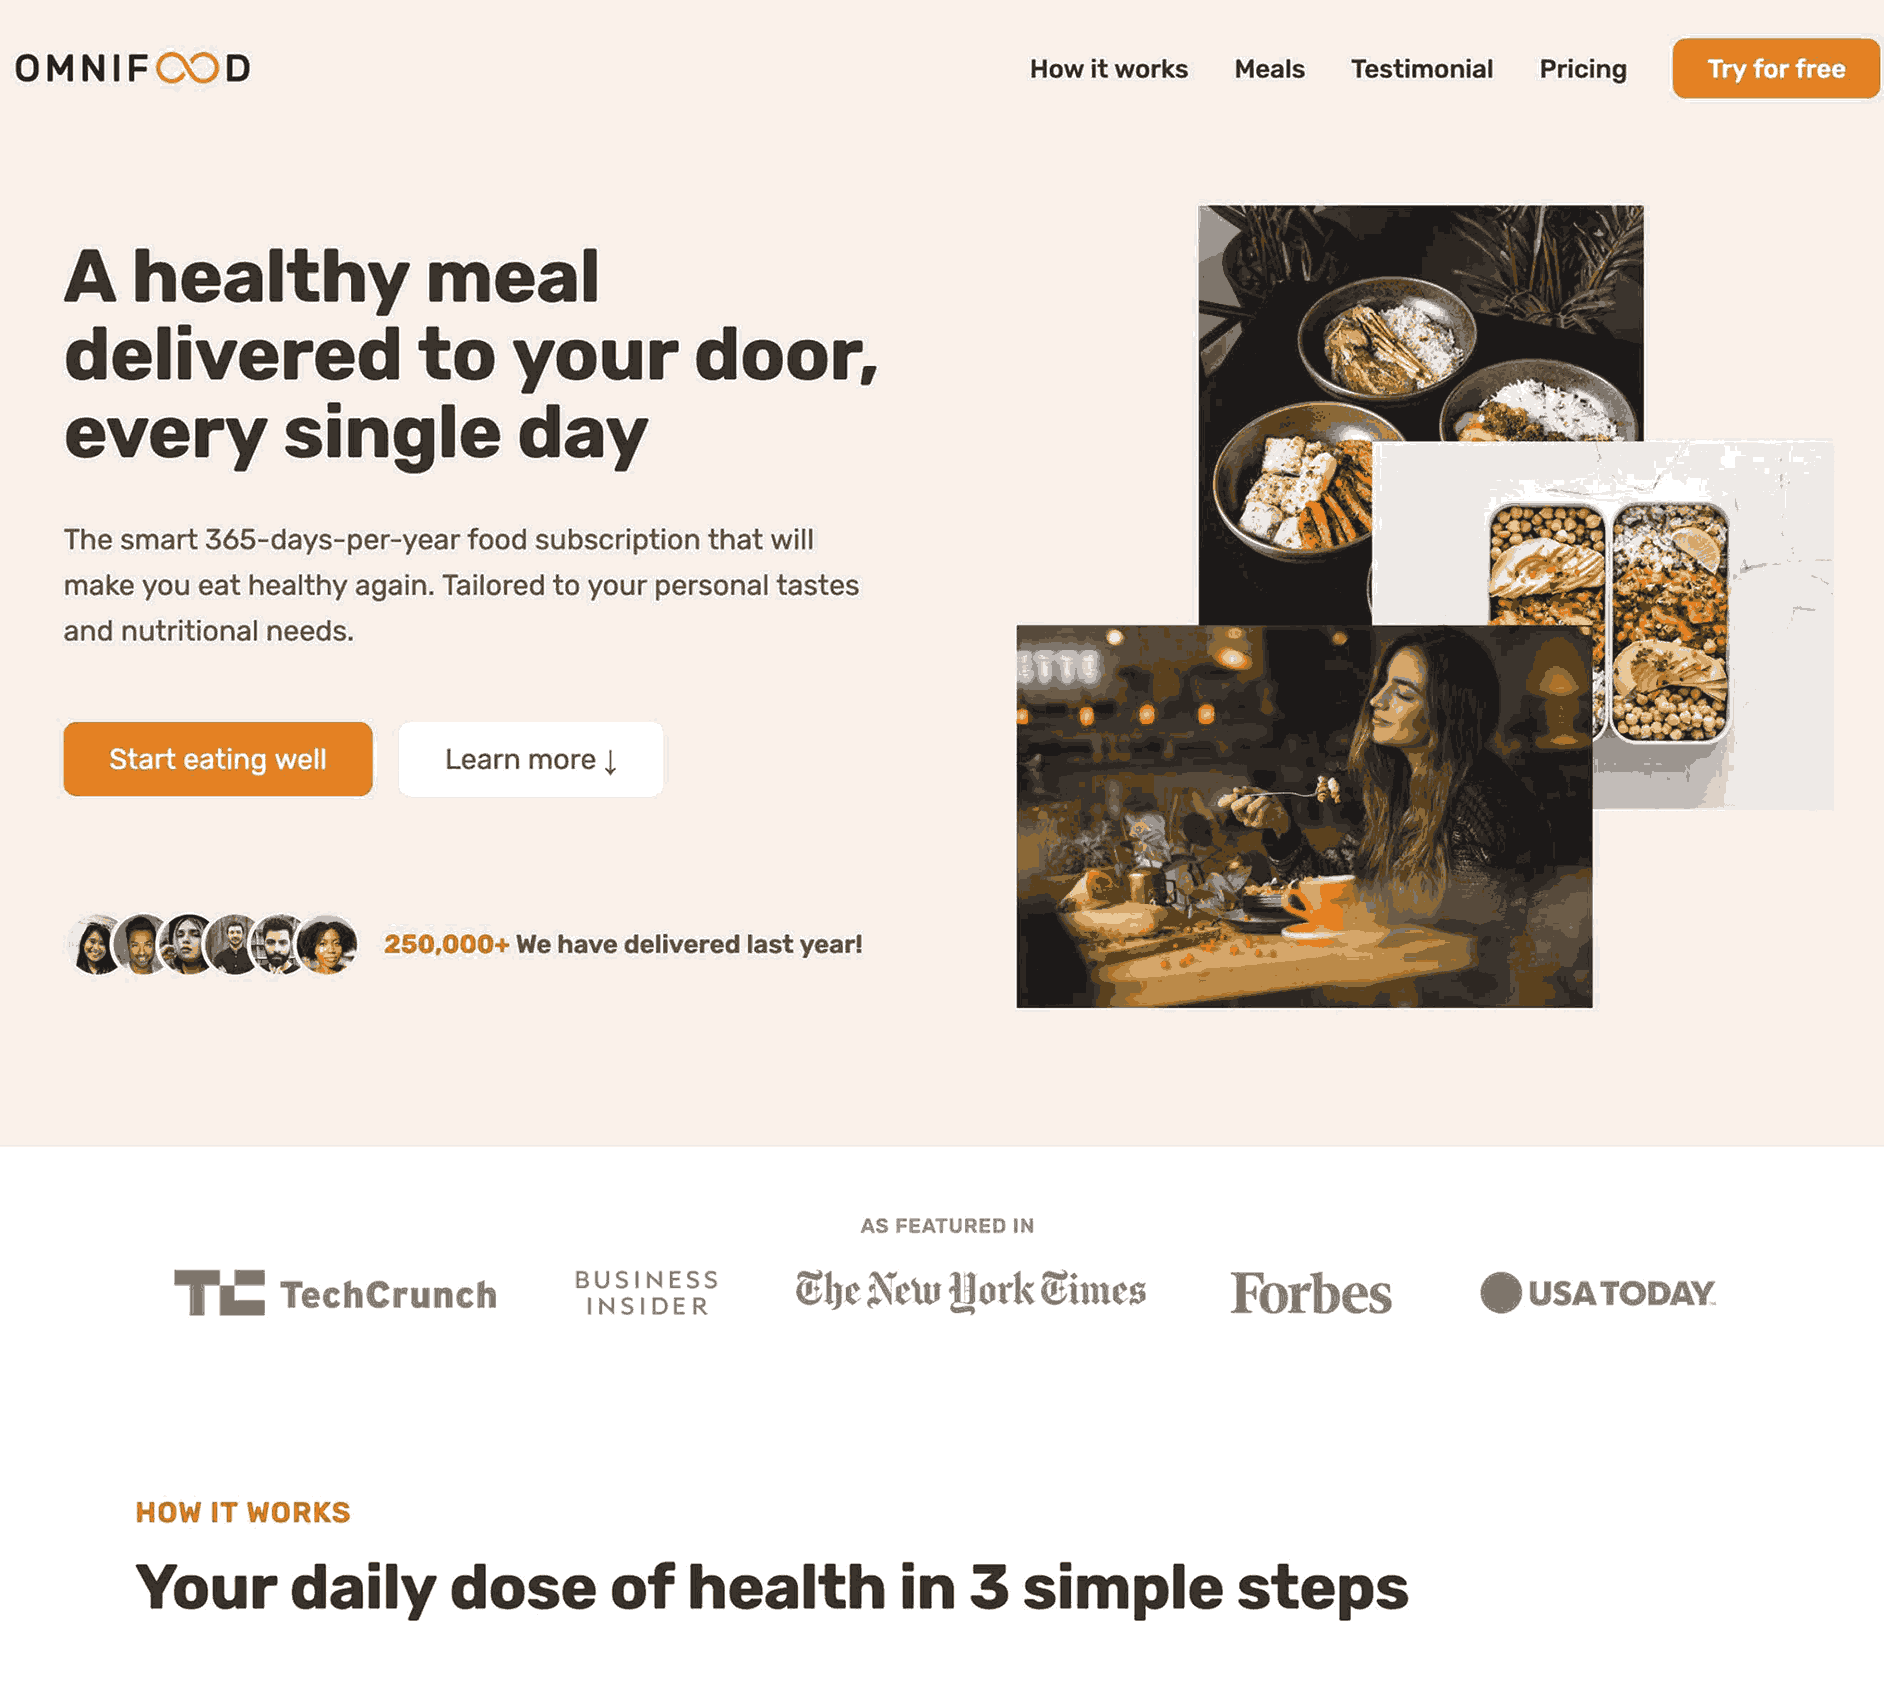 OMNIFOOD
How it works
Meals
Testimonial
Pricing
Try for free
A healthy meal
delivered to your door,
every single day
The smart 365-days-per-year food subscription that will
make you eat healthy again. Tailored to your personal tastes
and nutritional needs.
Start eating well
Learn more ↓
250,000+ We have delivered last year!
AS FEATURED IN
TC TechCrunch
BUSINESS
INSIDER
The New York Times
Forbes
USA TODAY
HOW IT WORKS
Your daily dose of health in 3 simple steps